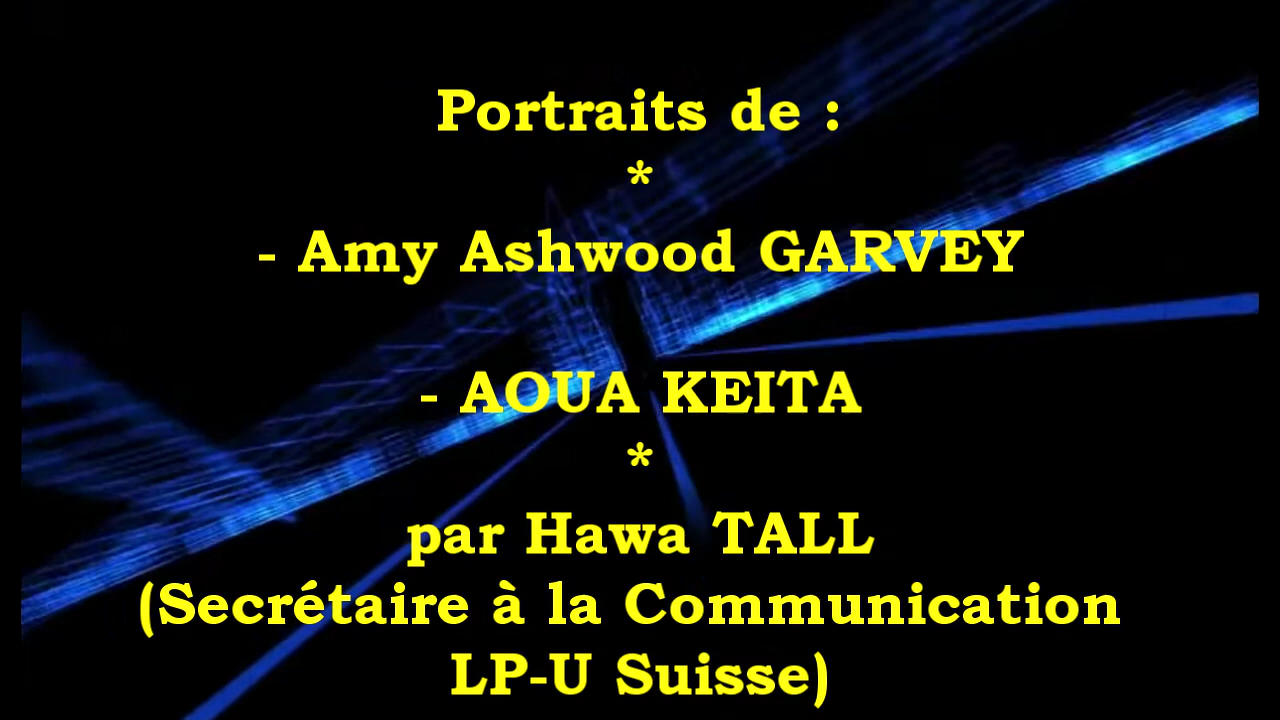 Portraits de :
*
- Amy Ashwood GARVEY
- AOUA KEITA
*
par Hawa TALL
(Secrétaire à la Communication
LP-U Suisse)